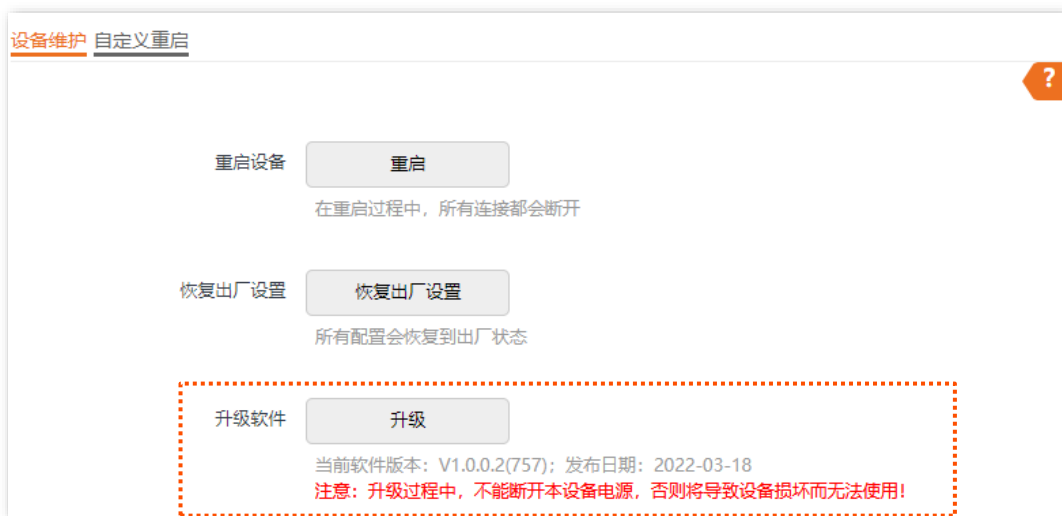 设备维护 自定义重启
?
重启设备 重启
在重启过程中，所有连接都会断开
恢复出厂设置 恢复出厂设置
所有配置会恢复到出厂状态
升级软件 升级
当前软件版本：V1.0.0.2(757)；发布日期：2022-03-18
注意：升级过程中，不能断开本设备电源，否则将导致设备损坏而无法使用！